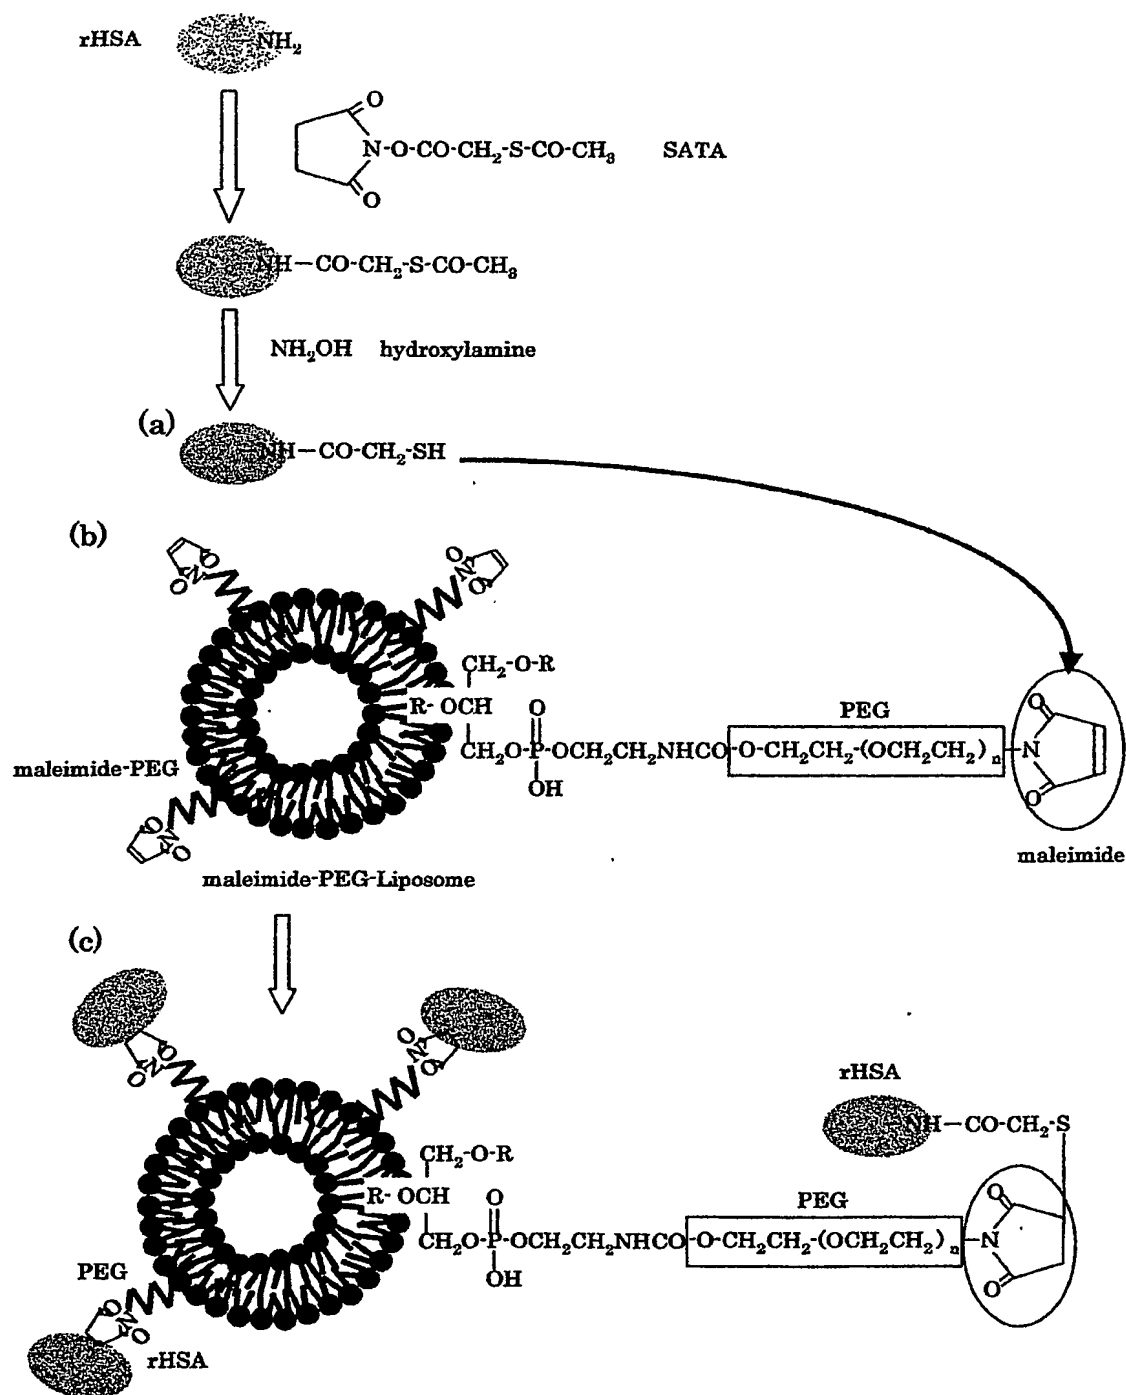 rHSA
NH2
O
N-O-CO-CH2-S-CO-CH3 SATA
O
NH-CO-CH2-S-CO-CH3
NH2OH hydroxylamine
(a)
NH-CO-CH2-SH
(b)
O
N
O
O
N
O
CH2-O-R
R- OCH
O
PEG
CH2O-P-OCH2CH2NHCO-O-CH2CH2-(OCH2CH2)n-N
OH
O
O
maleimide-PEG
O
N
O
maleimide
maleimide-PEG-Liposome
(c)
O
N
O
O
N
O
rHSA
NH-CO-CH2-S
CH2-O-R
R- OCH
O
PEG
CH2O-P-OCH2CH2NHCO-O-CH2CH2-(OCH2CH2)n-N
OH
O
O
PEG
N
O
O
rHSA